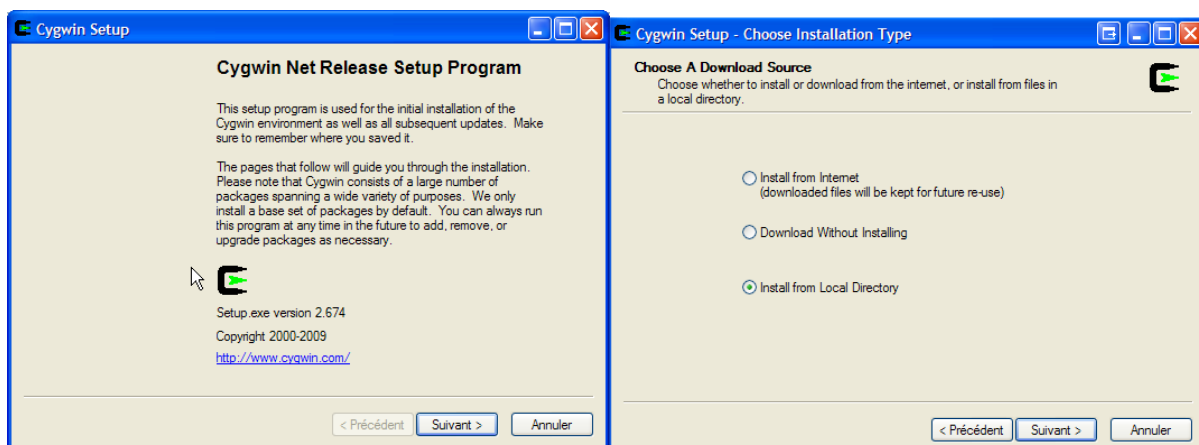 Cygwin Setup
Cygwin Net Release Setup Program
This setup program is used for the initial installation of the
Cygwin environment as well as all subsequent updates.  Make
sure to remember where you saved it.
The pages that follow will guide you through the installation.
Please note that Cygwin consists of a large number of
packages spanning a wide variety of purposes.  We only
install a base set of packages by default.  You can always run
this program at any time in the future to add, remove, or
upgrade packages as necessary.
Setup.exe version 2.674
Copyright 2000-2009
http://www.cygwin.com/
< Précédent
Suivant >
Annuler
Cygwin Setup - Choose Installation Type
Choose A Download Source
Choose whether to install or download from the internet, or install from files in
a local directory.
Install from Internet
(downloaded files will be kept for future re-use)
Download Without Installing
Install from Local Directory
< Précédent
Suivant >
Annuler